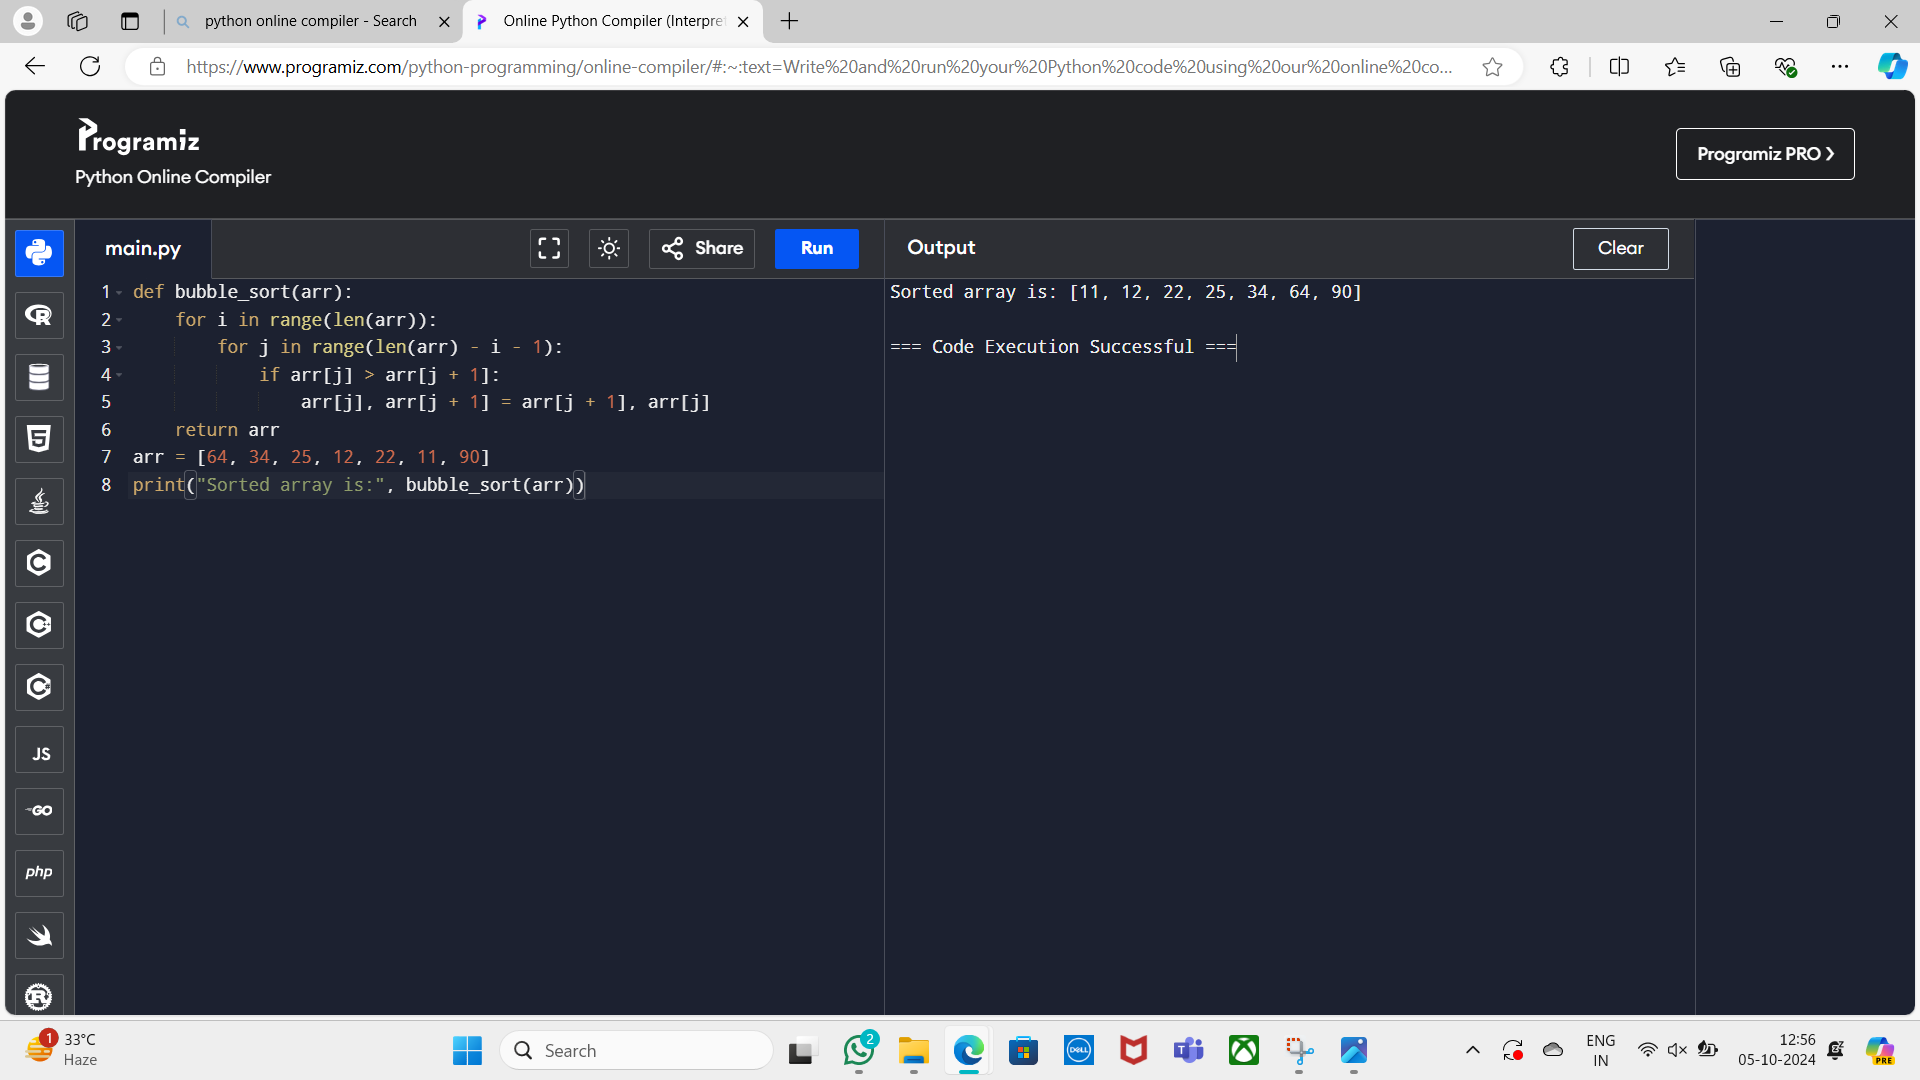 python online compiler - Search
Online Python Compiler (Interpret
https://www.programiz.com/python-programming/online-compiler/#:~:text=Write%20and%20run%20your%20Python%20code%20using%20our%20online%20co...
Programiz
Python Online Compiler
Programiz PRO ❯
main.py
Share
Run
Output
Clear
1 def bubble_sort(arr):
2     for i in range(len(arr)):
3         for j in range(len(arr) - i - 1):
4             if arr[j] > arr[j + 1]:
5                 arr[j], arr[j + 1] = arr[j + 1], arr[j]
6     return arr
7 arr = [64, 34, 25, 12, 22, 11, 90]
8 print("Sorted array is:", bubble_sort(arr))
Sorted array is: [11, 12, 22, 25, 34, 64, 90]
=== Code Execution Successful ===
R
5
C
C
C
JS
GO
php
R
1
33°C
Haze
Search
2
DELL
ENG
IN
12:56
05-10-2024
PRE